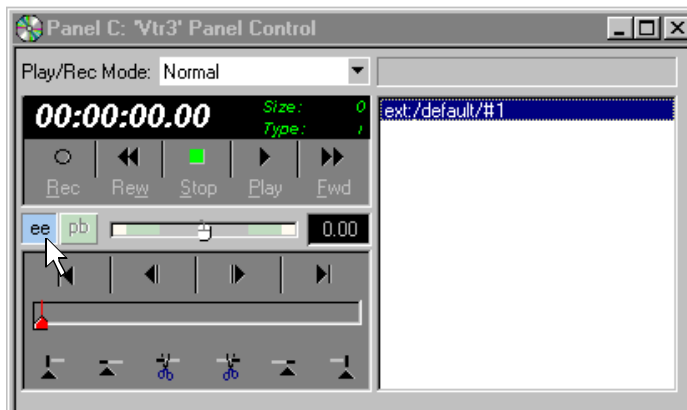 Panel C: 'Vtr3' Panel Control
Play/Rec Mode: Normal
00:00:00.00
Size: 0
Type: I
Rec Rew Stop Play Fwd
ee pb 0.00
ext:/default/#1